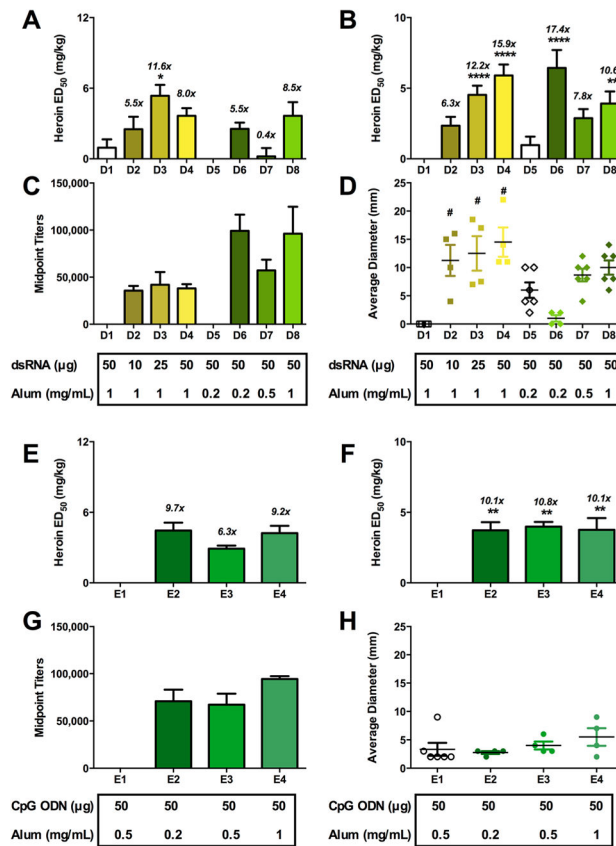 A
Heroin ED50 (mg/kg)
12
6
0
5.5x
11.6x
*
8.0x
5.5x
0.4x
8.5x
D1 D2 D3 D4 D5 D6 D7 D8
B
Heroin ED50 (mg/kg)
10
5
0
6.3x
12.2x
****
15.9x
****
17.4x
****
7.8x
10.6
**
D1 D2 D3 D4 D5 D6 D7 D8
C
Midpoint Titers
150,000
100,000
50,000
0
D1 D2 D3 D4 D5 D6 D7 D8
D
Average Diameter (mm)
25
20
15
10
5
0
# # #
D1 D2 D3 D4 D5 D6 D7 D8
dsRNA (µg) 50 10 25 50 50 50 50 50
Alum (mg/mL) 1 1 1 1 0.2 0.2 0.5 1
dsRNA (µg) 50 10 25 50 50 50 50 50
Alum (mg/mL) 1 1 1 1 0.2 0.2 0.5 1
E
Heroin ED50 (mg/kg)
12
6
0
9.7x
6.3x
9.2x
E1 E2 E3 E4
F
Heroin ED50 (mg/kg)
10
5
0
10.1x
**
10.8x
**
10.1x
**
E1 E2 E3 E4
G
Midpoint Titers
150,000
100,000
50,000
0
E1 E2 E3 E4
H
Average Diameter (mm)
25
20
15
10
5
0
E1 E2 E3 E4
CpG ODN (µg) 50 50 50 50
Alum (mg/mL) 0.5 0.2 0.5 1
CpG ODN (µg) 50 50 50 50
Alum (mg/mL) 0.5 0.2 0.5 1